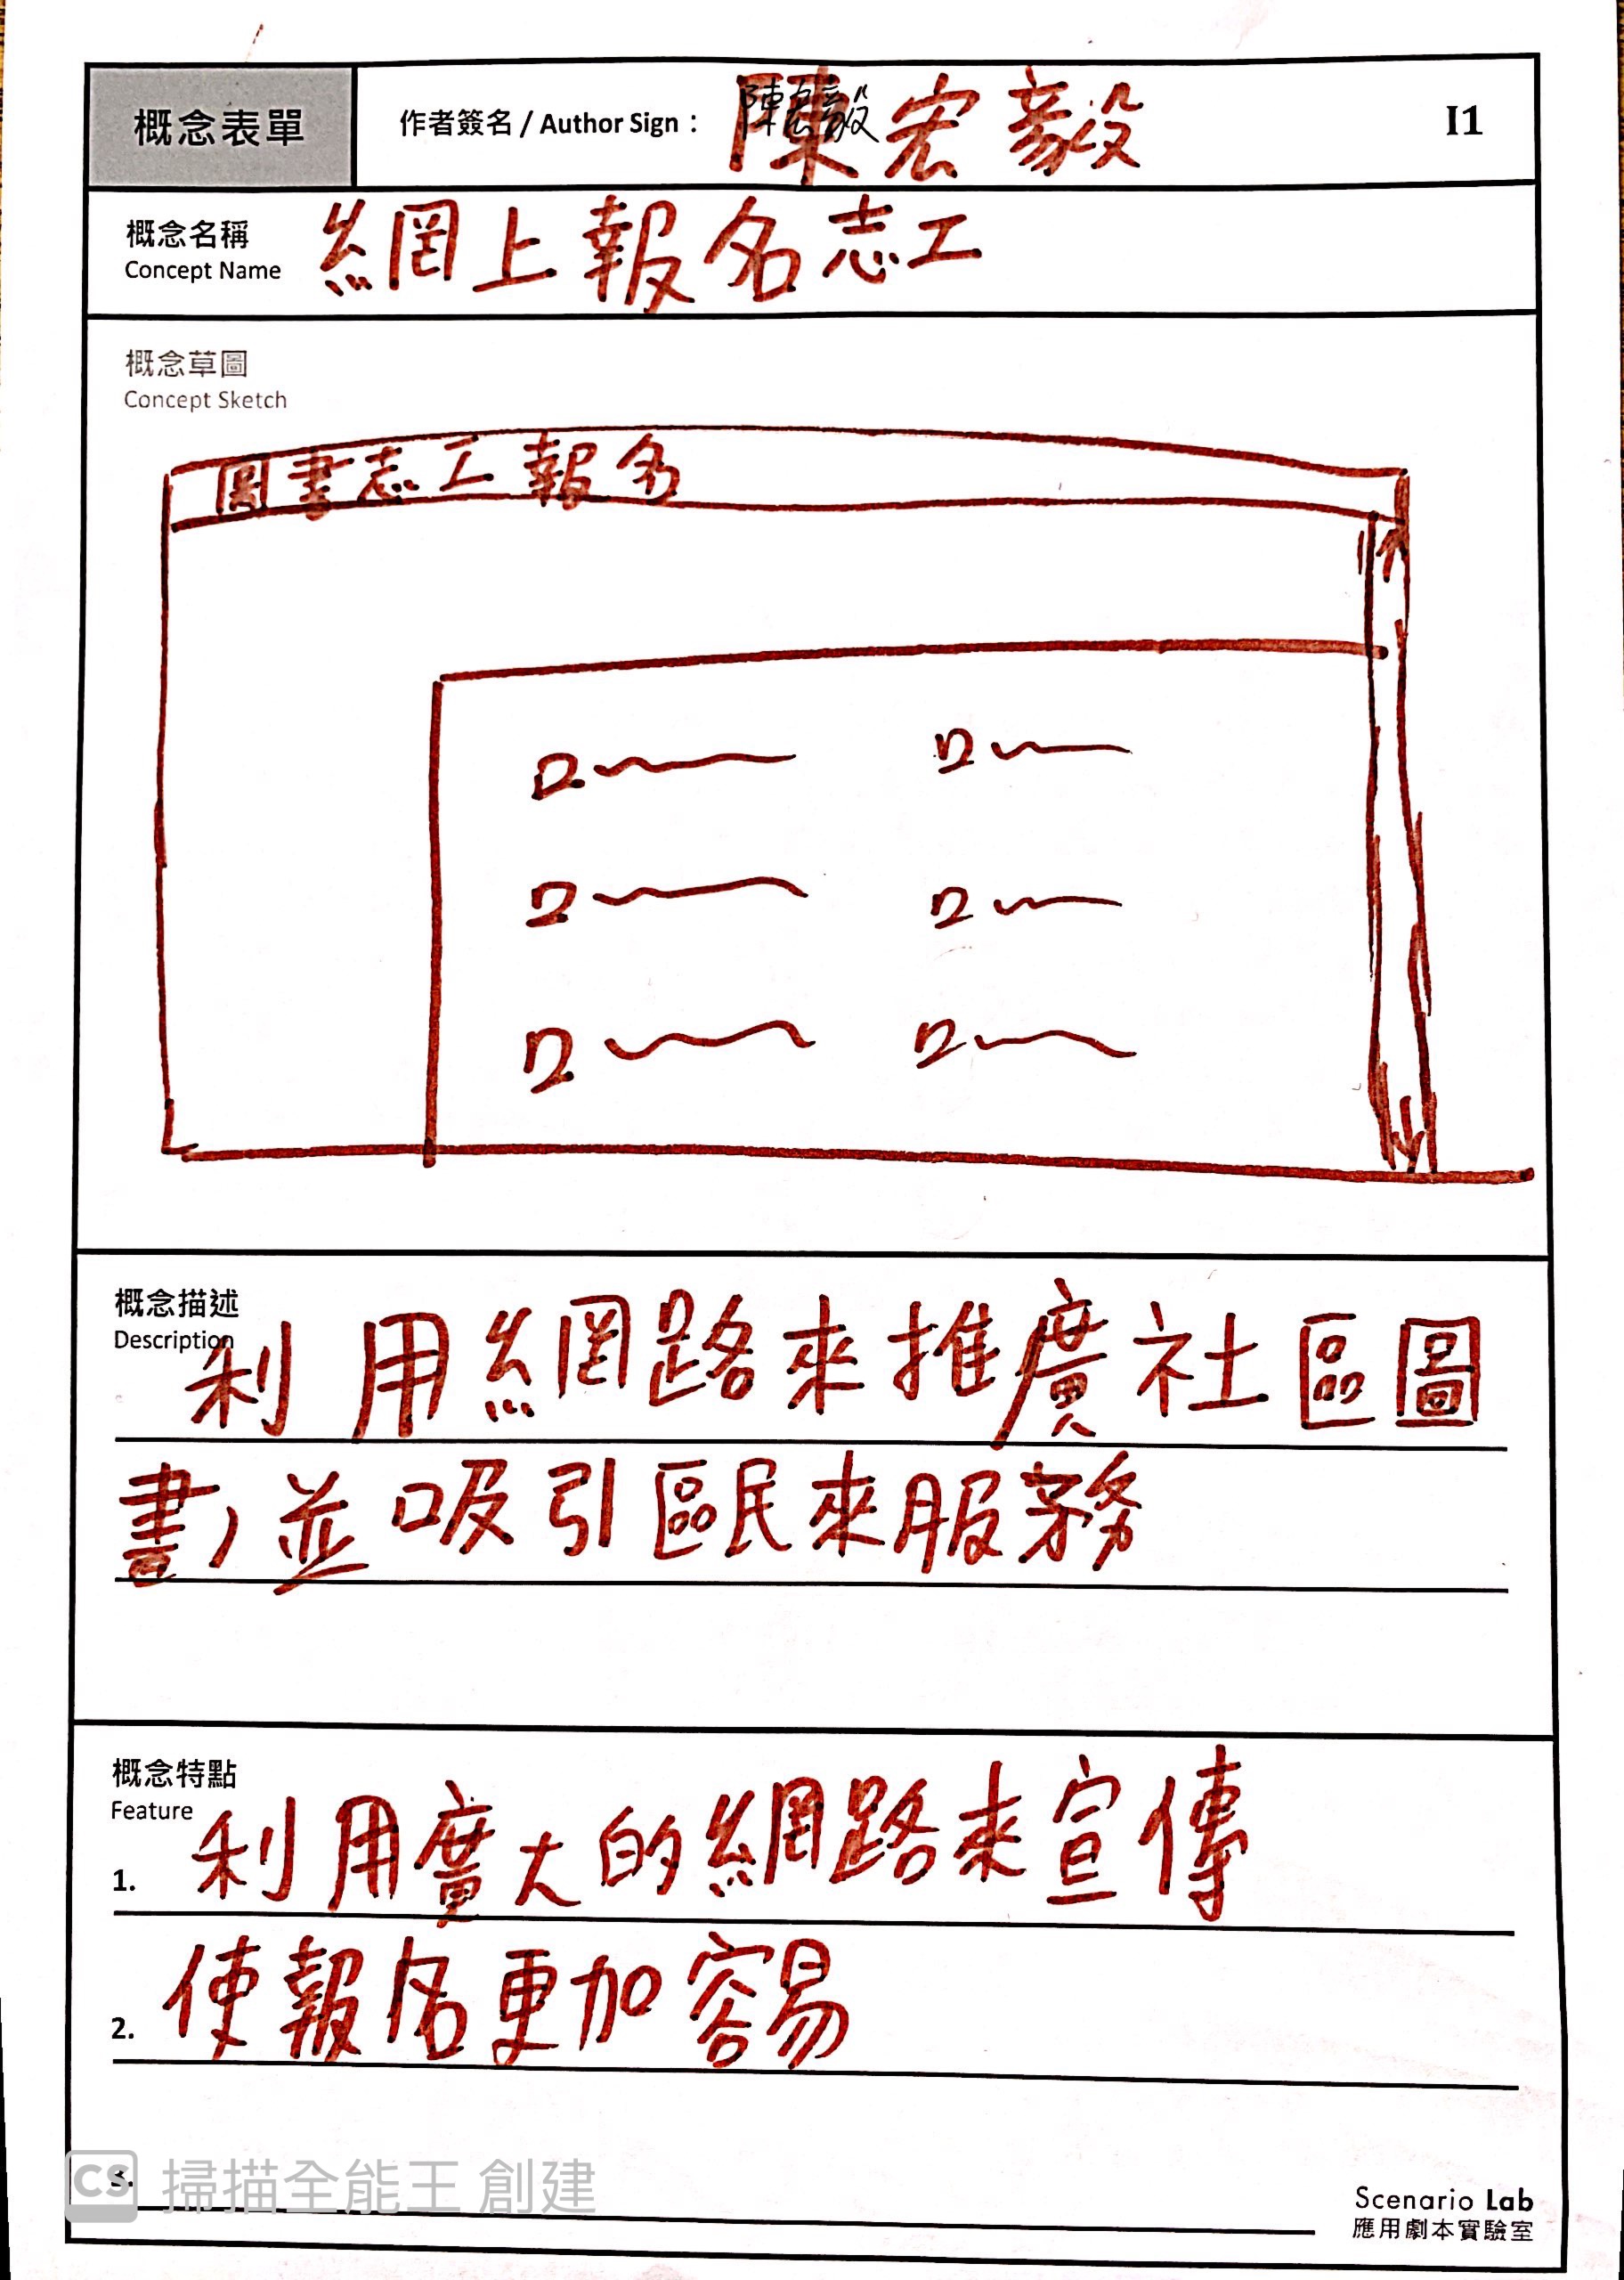 概念表單
作者簽名 / Author Sign：
陳宏毅
陳宏毅
I1
概念名稱
Concept Name
網上報名志工
概念草圖
Concept Sketch
圖書志工報名
概念描述
Description
利用網路來推廣社區圖
書，並吸引區民來服務
概念特點
Feature
1. 利用廣大的網路來宣傳
2. 使報名更加容易
3.
CS 掃描全能王 創建
Scenario Lab
應用劇本實驗室